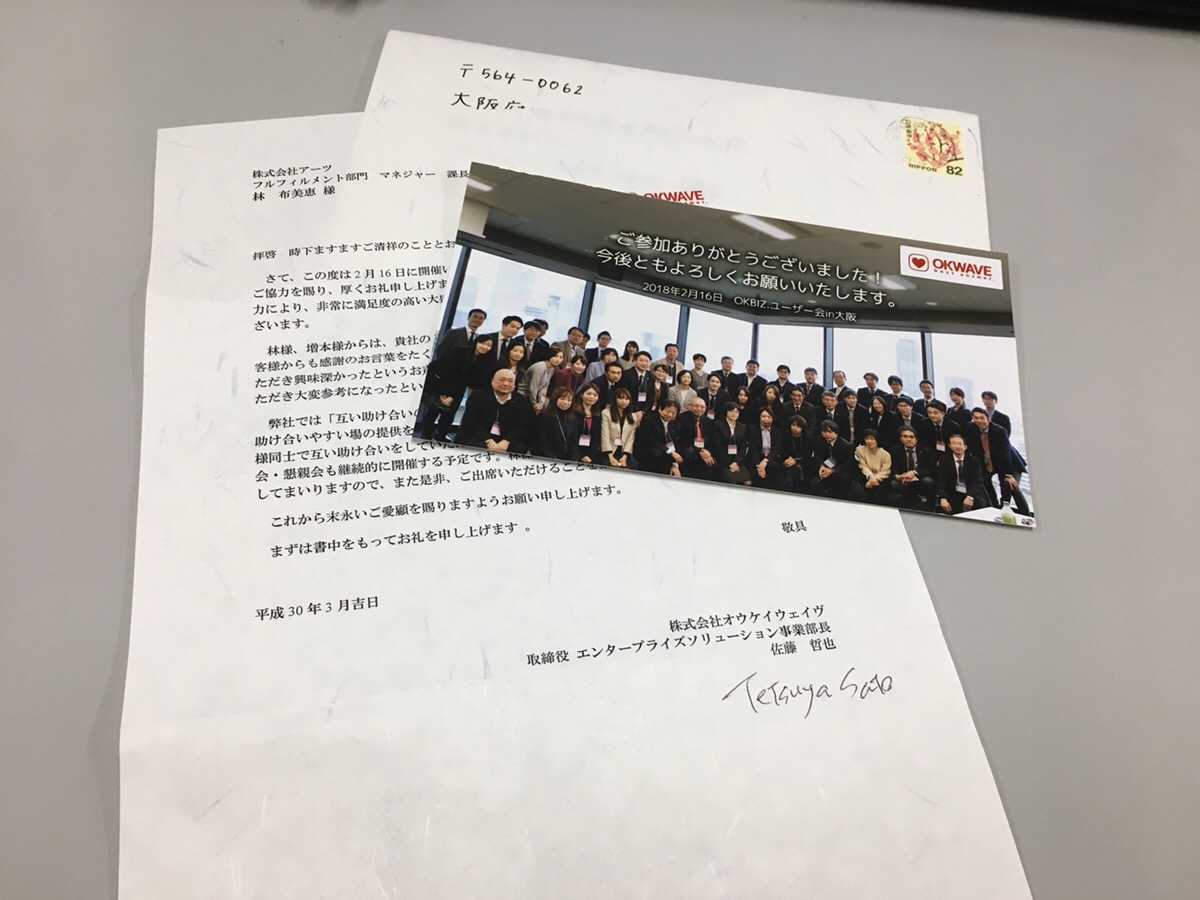 〒564-0062
大阪府
NIPPON 82
株式会社アーツ
フルフィルメント部門 マネジャー 課長
林 布美恵 様
OKWAVE
拝啓 時下ますますご清祥のこととお
さて、この度は2月16日に開催い
ご協力を賜り、厚くお礼申し上げま
力により、非常に満足度の高い大
ざいます。
林様、増本様からは、貴社の
客様からも感謝のお言葉をたく
ただき興味深かったというお
ただき大変参考になったとい
弊社では「互い助け合いの
助け合いやすい場の提供を
様同士で互い助け合いをしていた
会・懇親会も継続的に開催する予定です。林
してまいりますので、また是非、ご出席いただけることを
これから末永いご愛顧を賜りますようお願い申し上げます。
まずは書中をもってお礼を申し上げます 。
敬具
平成30年3月吉日
株式会社オウケイウェイヴ
取締役 エンタープライズソリューション事業部長
佐藤 哲也
Tetsuya Sato
ご参加ありがとうございました!
今後ともよろしくお願いいたします。
2018年2月16日 OKBIZ.ユーザー会in大阪
OKWAVE
best answer.